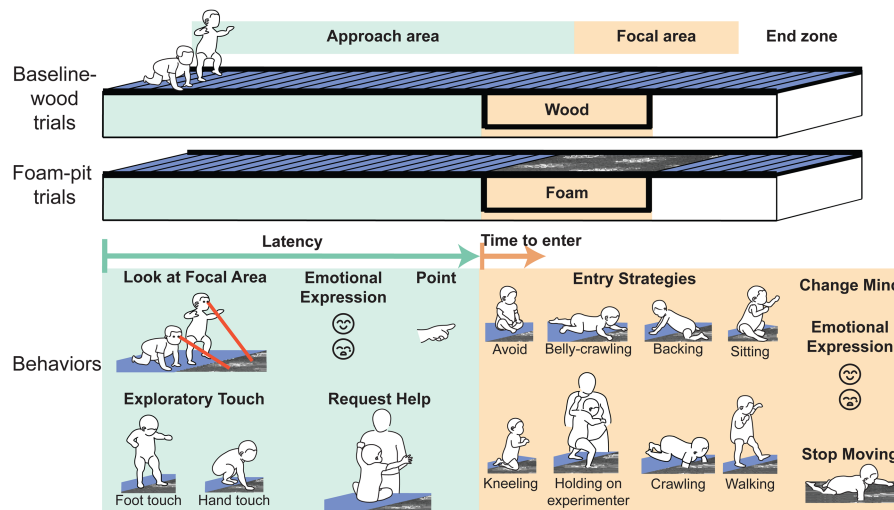 Approach area
Focal area
End zone
Baseline-
wood
trials
Wood
Foam-pit
trials
Foam
Latency
Time to enter
Behaviors
Look at Focal Area
Emotional
Expression
Point
Exploratory Touch
Request Help
Foot touch
Hand touch
Entry Strategies
Avoid
Belly-crawling
Backing
Sitting
Kneeling
Holding on
experimenter
Crawling
Walking
Change Mind
Emotional
Expression
Stop Moving